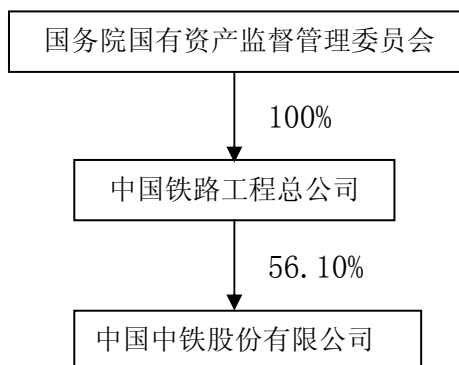 国务院国有资产监督管理委员会
100%
中国铁路工程总公司
56.10%
中国中铁股份有限公司